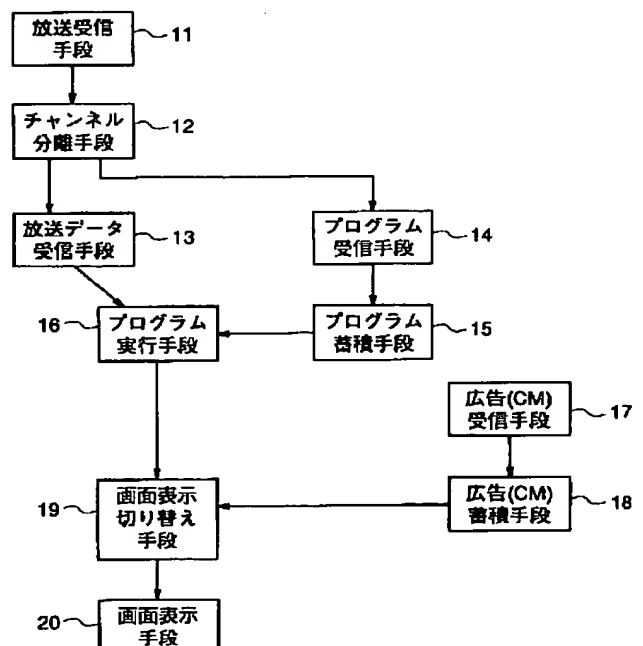 放送受信
手段
11
チャンネル
分離手段
12
放送データ
受信手段
13
プログラム
受信手段
14
16
プログラム
実行手段
プログラム
蓄積手段
15
広告(CM)
受信手段
17
19
画面表示
切り替え
手段
広告(CM)
蓄積手段
18
20
画面表示
手段